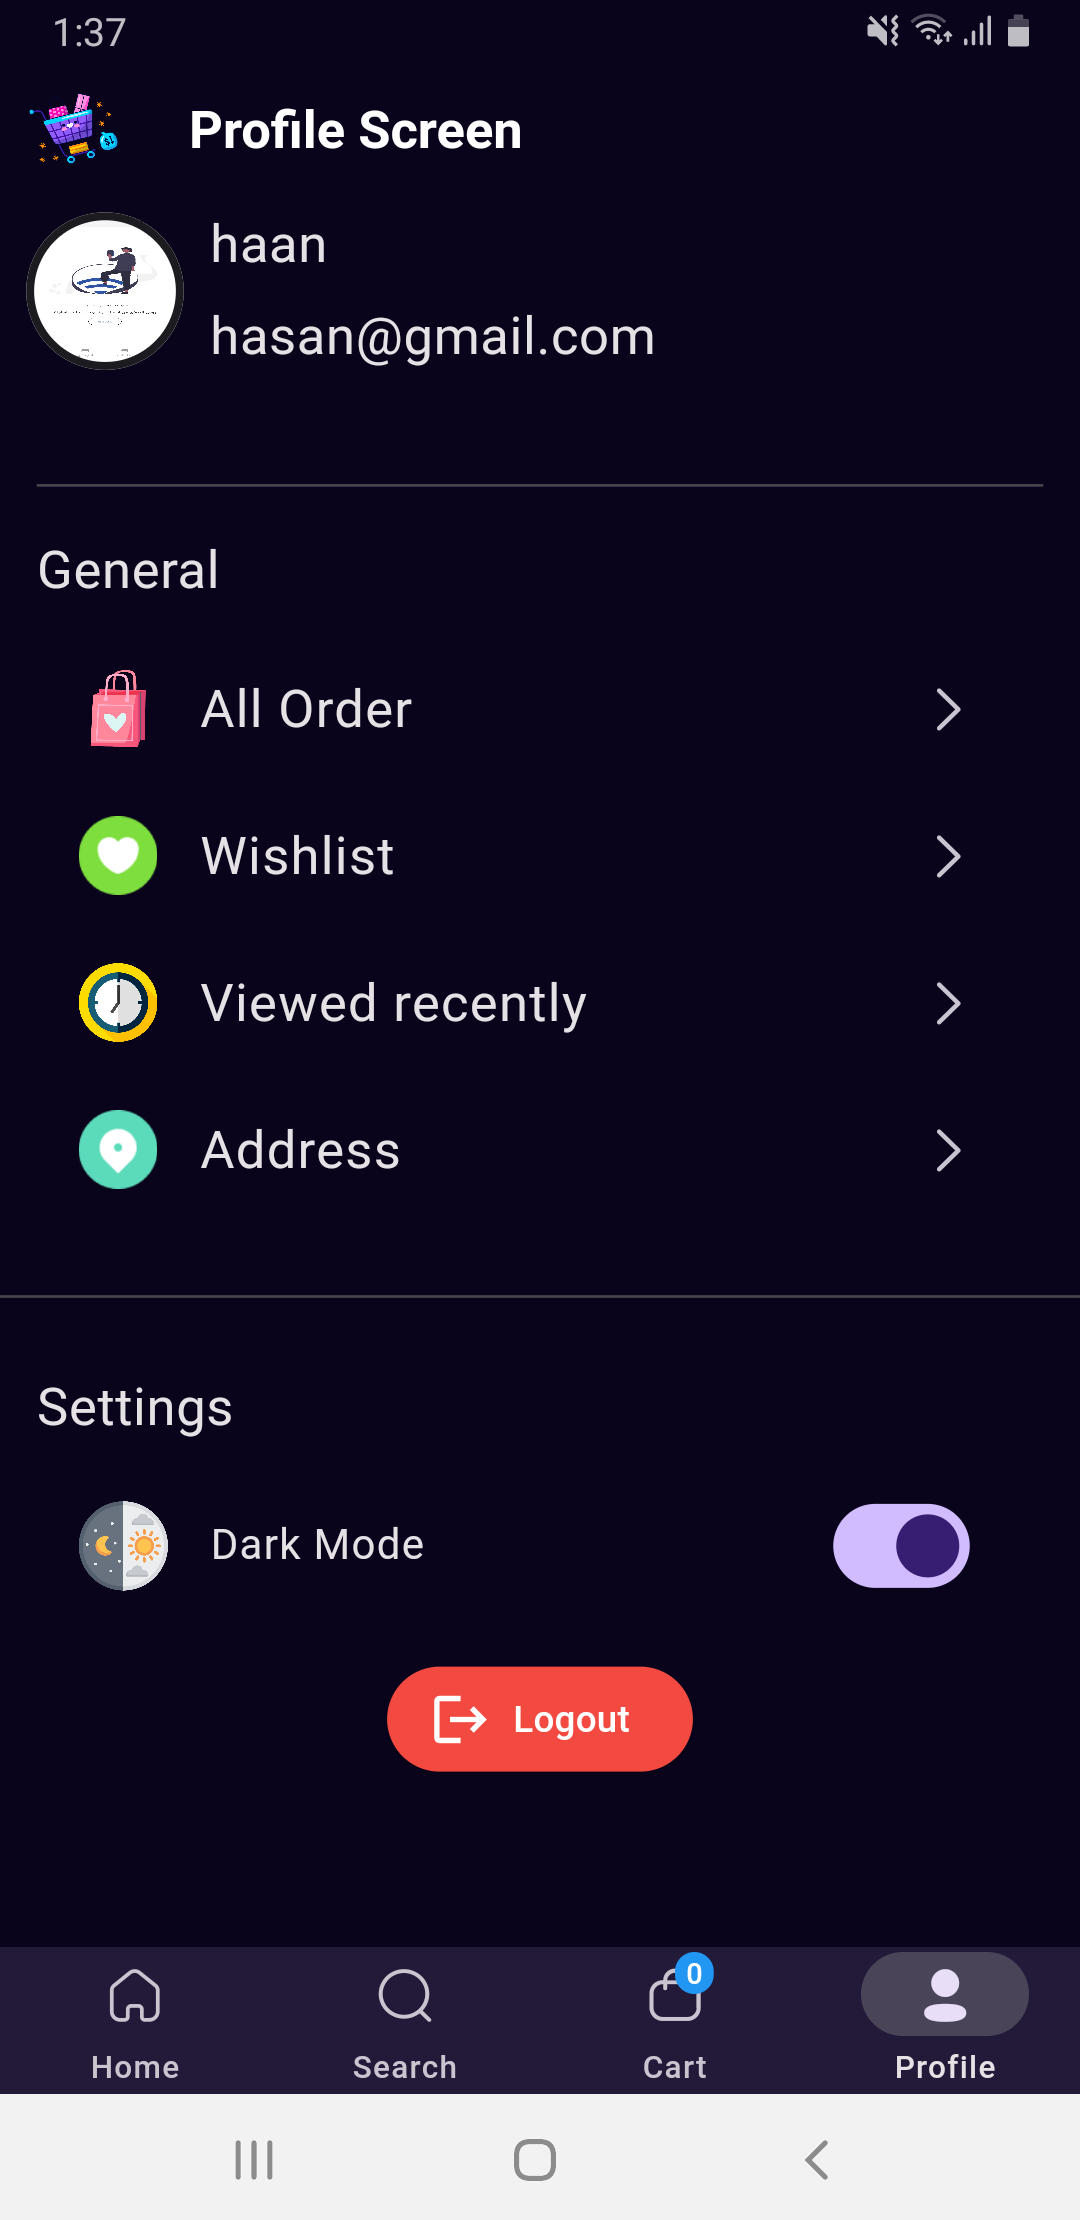 1:37
Profile Screen
haan
hasan@gmail.com
General
All Order
Wishlist
Viewed recently
Address
Settings
Dark Mode
Logout
0
Home
Search
Cart
Profile